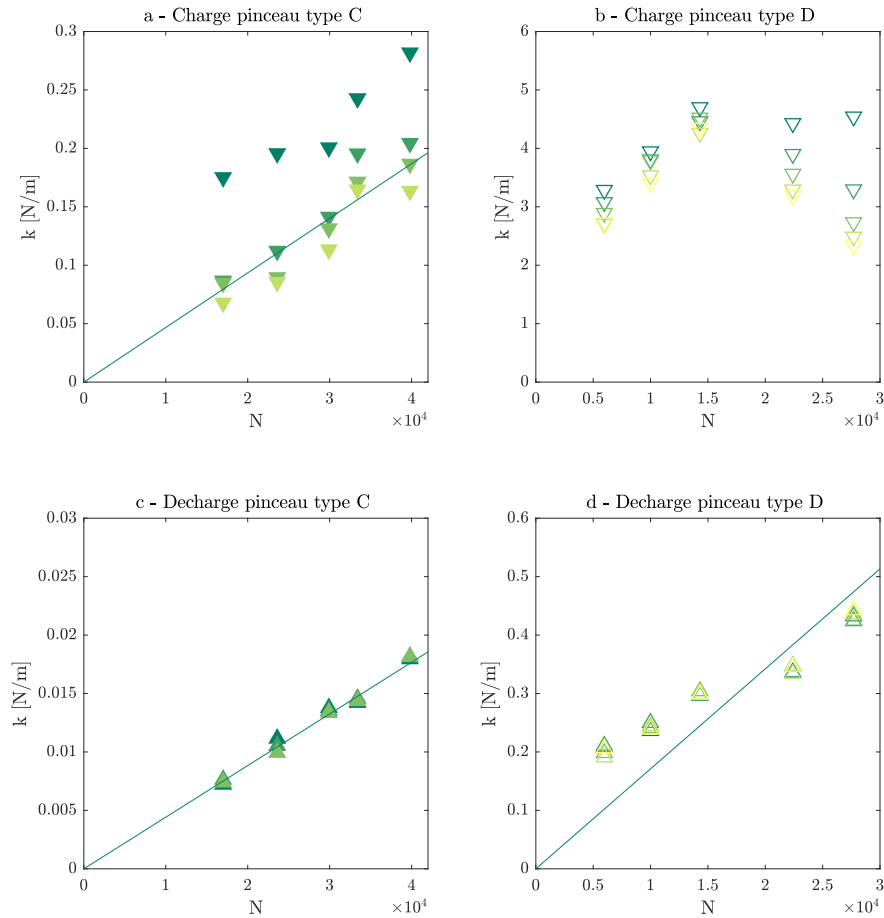 a - Charge pinceau type C
0.3
0.25
0.2
0.15
0.1
0.05
0
k [N/m]
0 1 2 3 4
×10⁴
N
b - Charge pinceau type D
6
5
4
3
2
1
0
k [N/m]
0 0.5 1 1.5 2 2.5 3
×10⁴
N
c - Decharge pinceau type C
0.03
0.025
0.02
0.015
0.01
0.005
0
k [N/m]
0 1 2 3 4
×10⁴
N
d - Decharge pinceau type D
0.6
0.5
0.4
0.3
0.2
0.1
0
k [N/m]
0 0.5 1 1.5 2 2.5 3
×10⁴
N